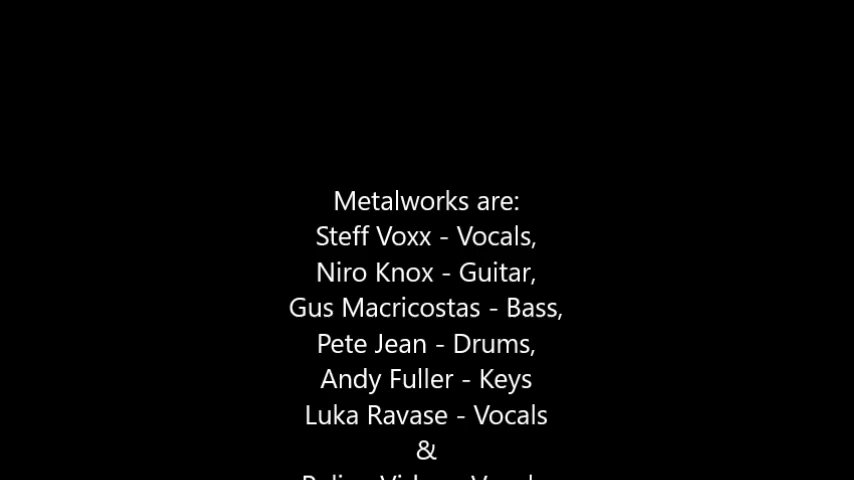 Metalworks are:
Steff Voxx - Vocals,
Niro Knox - Guitar,
Gus Macricostas - Bass,
Pete Jean - Drums,
Andy Fuller - Keys
Luka Ravase - Vocals
&